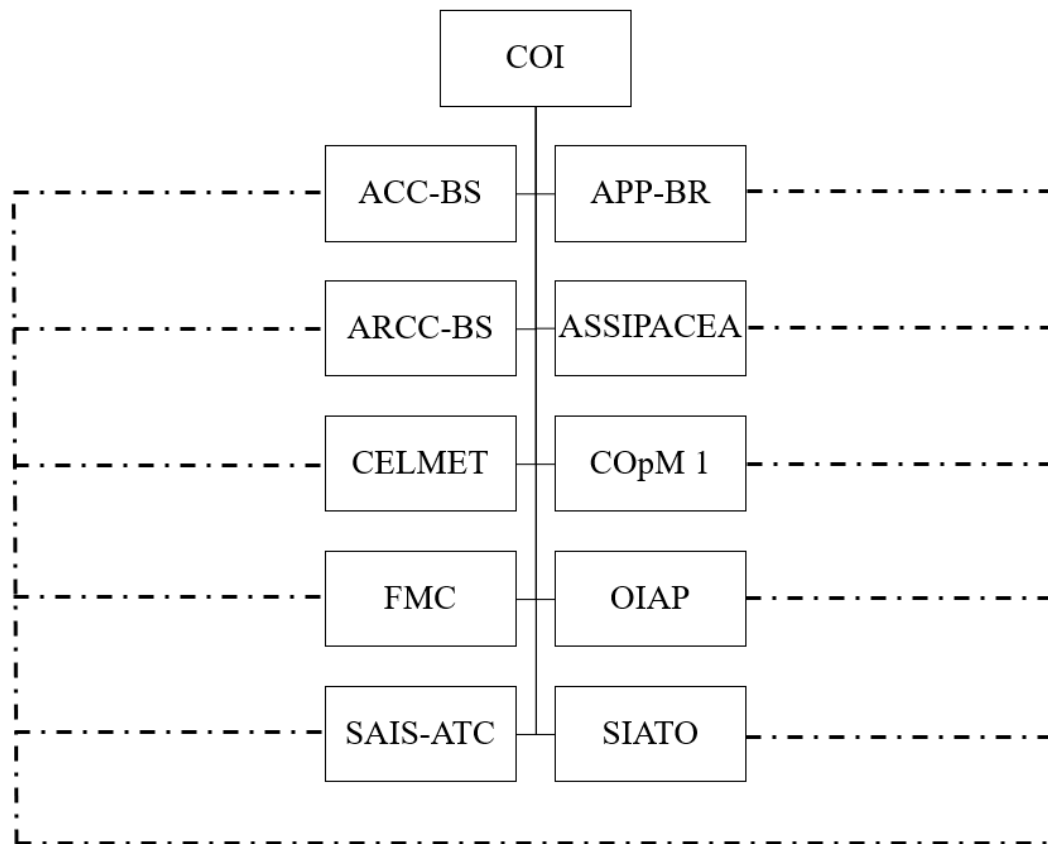 COI
ACC-BS
APP-BR
ARCC-BS
ASSIPACEA
CELMET
COpM 1
FMC
OIAP
SAIS-ATC
SIATO